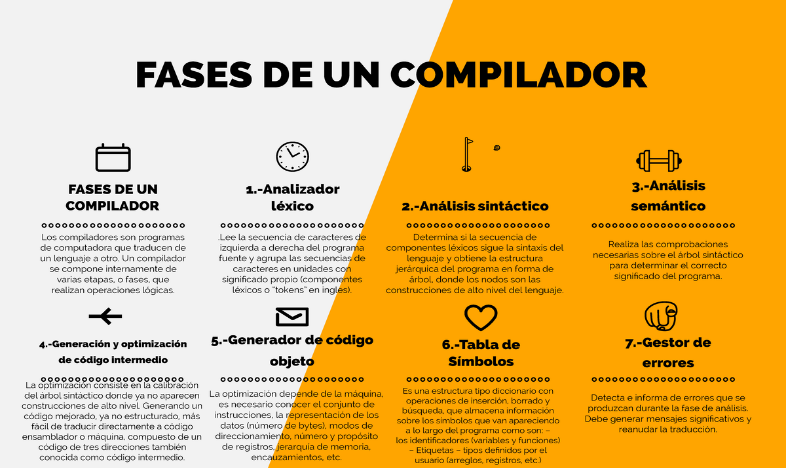 FASES DE UN COMPILADOR
FASES DE UN
COMPILADOR
Los compiladores son programas
de computadora que traducen de
un lenguaje a otro. Un compilador
se compone internamente de
varias etapas, o fases, que
realizan operaciones lógicas.
1.-Analizador
léxico
.Lee la secuencia de caracteres de
izquierda a derecha del programa
fuente y agrupa las secuencias de
caracteres en unidades con
significado propio (componentes
léxicos o "tokens" en inglés).
2.-Análisis sintáctico
Determina si la secuencia de
componentes léxicos sigue la sintaxis del
lenguaje y obtiene la estructura
jerárquica del programa en forma de
árbol, donde los nodos son las
construcciones de alto nivel del lenguaje.
3.-Análisis
semántico
Realiza las comprobaciones
necesarias sobre el árbol sintáctico
para determinar el correcto
significado del programa.
4.-Generación y optimización
de código intermedio
La optimización consiste en la calibración
del árbol sintáctico donde ya no aparecen
construcciones de alto nivel. Generando un
código mejorado, ya no estructurado, más
fácil de traducir directamente a código
ensamblador o máquina, compuesto de un
código de tres direcciones también
conocida como código intermedio.
5.-Generador de código
objeto
La optimización depende de la máquina,
es necesario conocer el conjunto de
instrucciones, la representación de los
datos (número de bytes), modos de
direccionamiento, número y propósito
de registros, jerarquía de memoria,
encauzamientos, etc.
6.-Tabla de
Símbolos
Es una estructura tipo diccionario con
operaciones de inserción, borrado y
búsqueda, que almacena información
sobre los símbolos que van apareciendo
a lo largo del programa como son: –
los identificadores (variables y funciones)
– Etiquetas – tipos definidos por el
usuario (arreglos, registros, etc.)
7.-Gestor de
errores
Detecta e informa de errores que se
produzcan durante la fase de análisis.
Debe generar mensajes significativos y
reanudar la traducción.